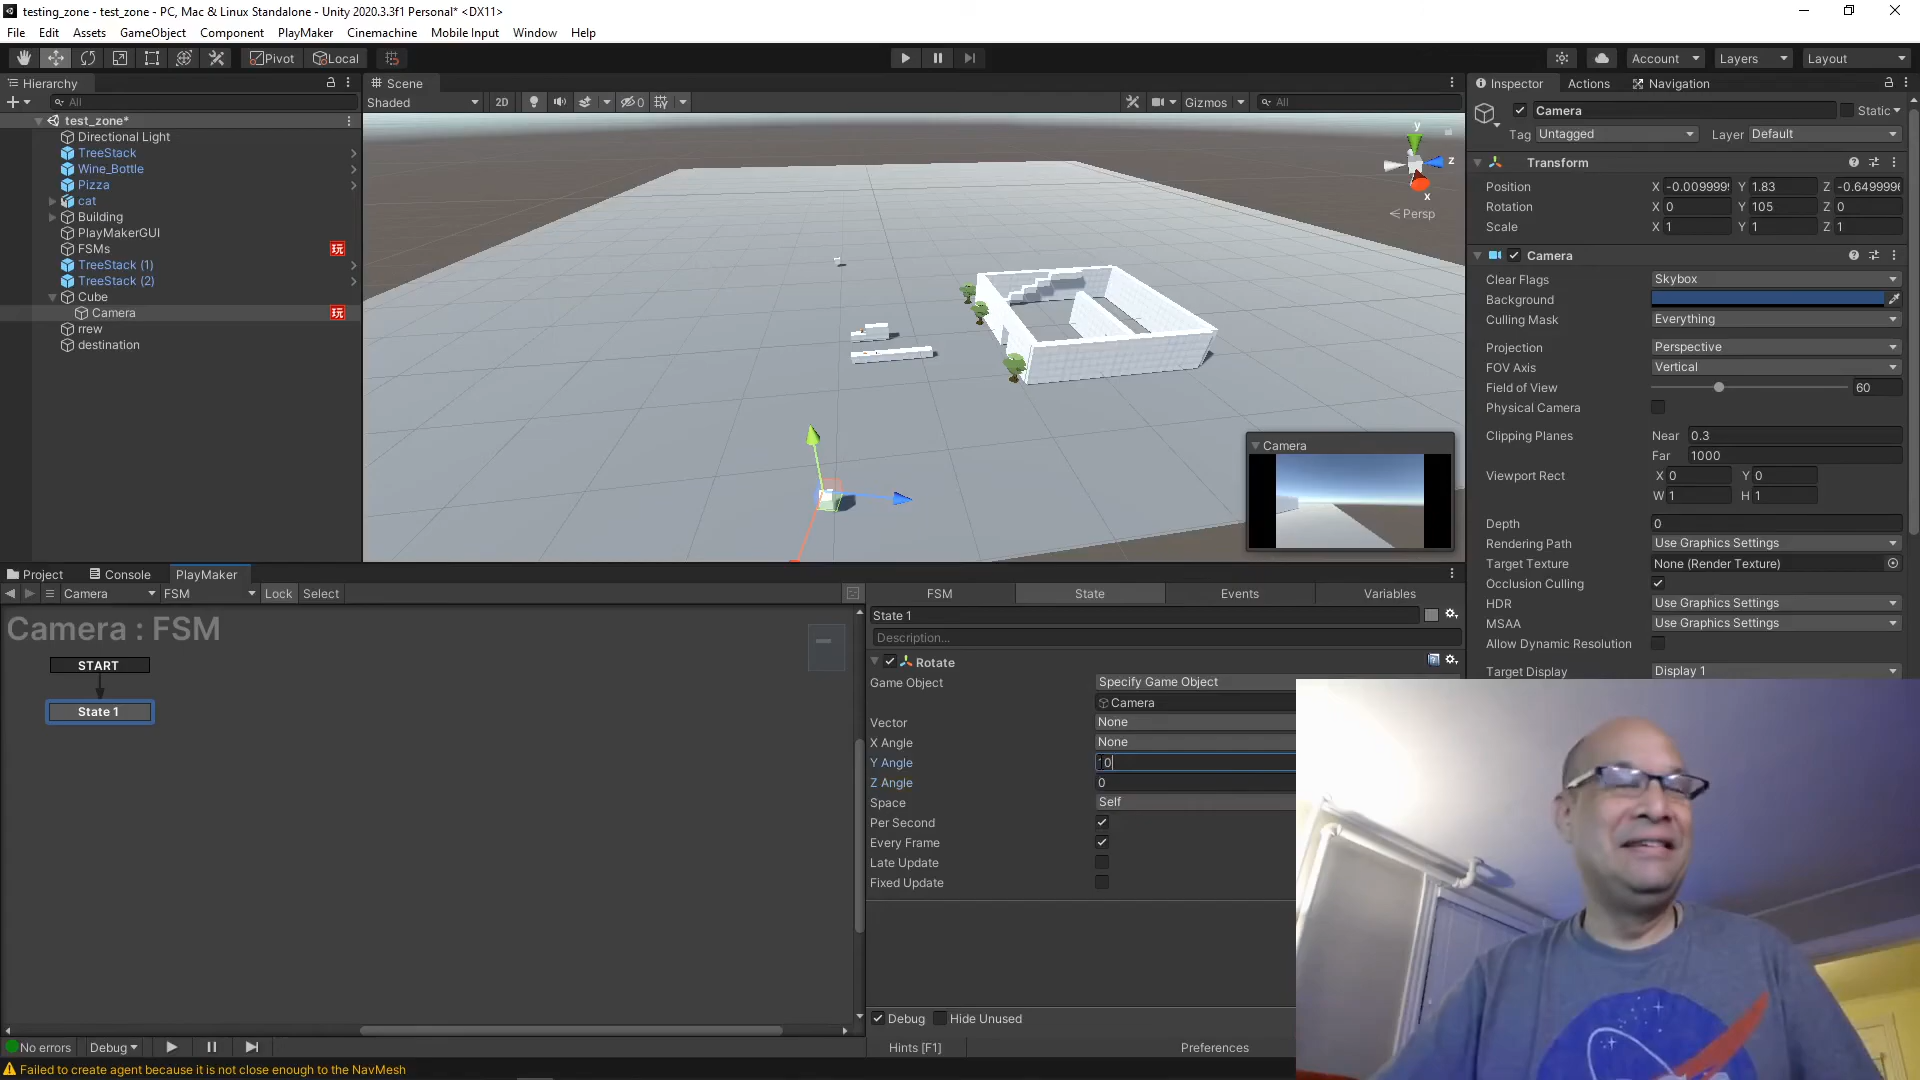 testing_zone - test_zone - PC, Mac & Linux Standalone - Unity 2020.3.3f1 Personal* <DX11>
File Edit Assets GameObject Component PlayMaker Cinemachine Mobile Input Window Help
Pivot Local Account Layers Layout
Hierarchy
All
test_zone*
Directional Light
TreeStack
Wine_Bottle
Pizza
cat
Building
PlayMakerGUI
FSMs 玩
TreeStack (1)
TreeStack (2)
Cube
Camera 玩
rrew
destination
Scene
Shaded 2D 0 Gizmos All
y
z
x
Persp
Camera
Inspector Actions Navigation
Camera Static
Tag Untagged Layer Default
Transform
Position X -0.009999 Y 1.83 Z -0.649999
Rotation X 0 Y 105 Z 0
Scale X 1 Y 1 Z 1
Camera
Clear Flags Skybox
Background
Culling Mask Everything
Projection Perspective
FOV Axis Vertical
Field of View 60
Physical Camera
Clipping Planes Near 0.3
Far 1000
Viewport Rect X 0 Y 0
W 1 H 1
Depth 0
Rendering Path Use Graphics Settings
Target Texture None (Render Texture)
Occlusion Culling
HDR Use Graphics Settings
MSAA Use Graphics Settings
Allow Dynamic Resolution
Target Display Display 1
Project Console PlayMaker
Camera FSM Lock Select
Camera : FSM
START
State 1
FSM State Events Variables
State 1
Description...
Rotate
Game Object Specify Game Object
Camera
Vector None
X Angle None
Y Angle 10
Z Angle 0
Space Self
Per Second
Every Frame
Late Update
Fixed Update
Debug Hide Unused
Hints [F1] Preferences
No errors Debug
Failed to create agent because it is not close enough to the NavMesh